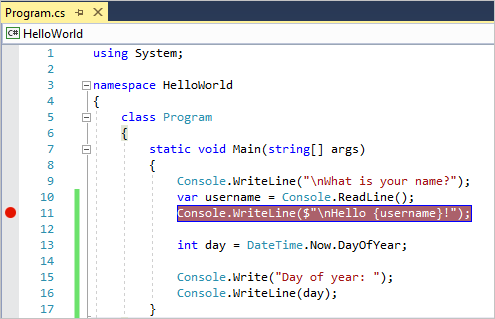 Program.cs
C# HelloWorld
1 using System;
2
3 namespace HelloWorld
4 {
5 class Program
6 {
7 static void Main(string[] args)
8 {
9 Console.WriteLine("\nWhat is your name?");
10 var username = Console.ReadLine();
11 Console.WriteLine($"\nHello {username}!");
12
13 int day = DateTime.Now.DayOfYear;
14
15 Console.Write("Day of year: ");
16 Console.WriteLine(day);
17 }